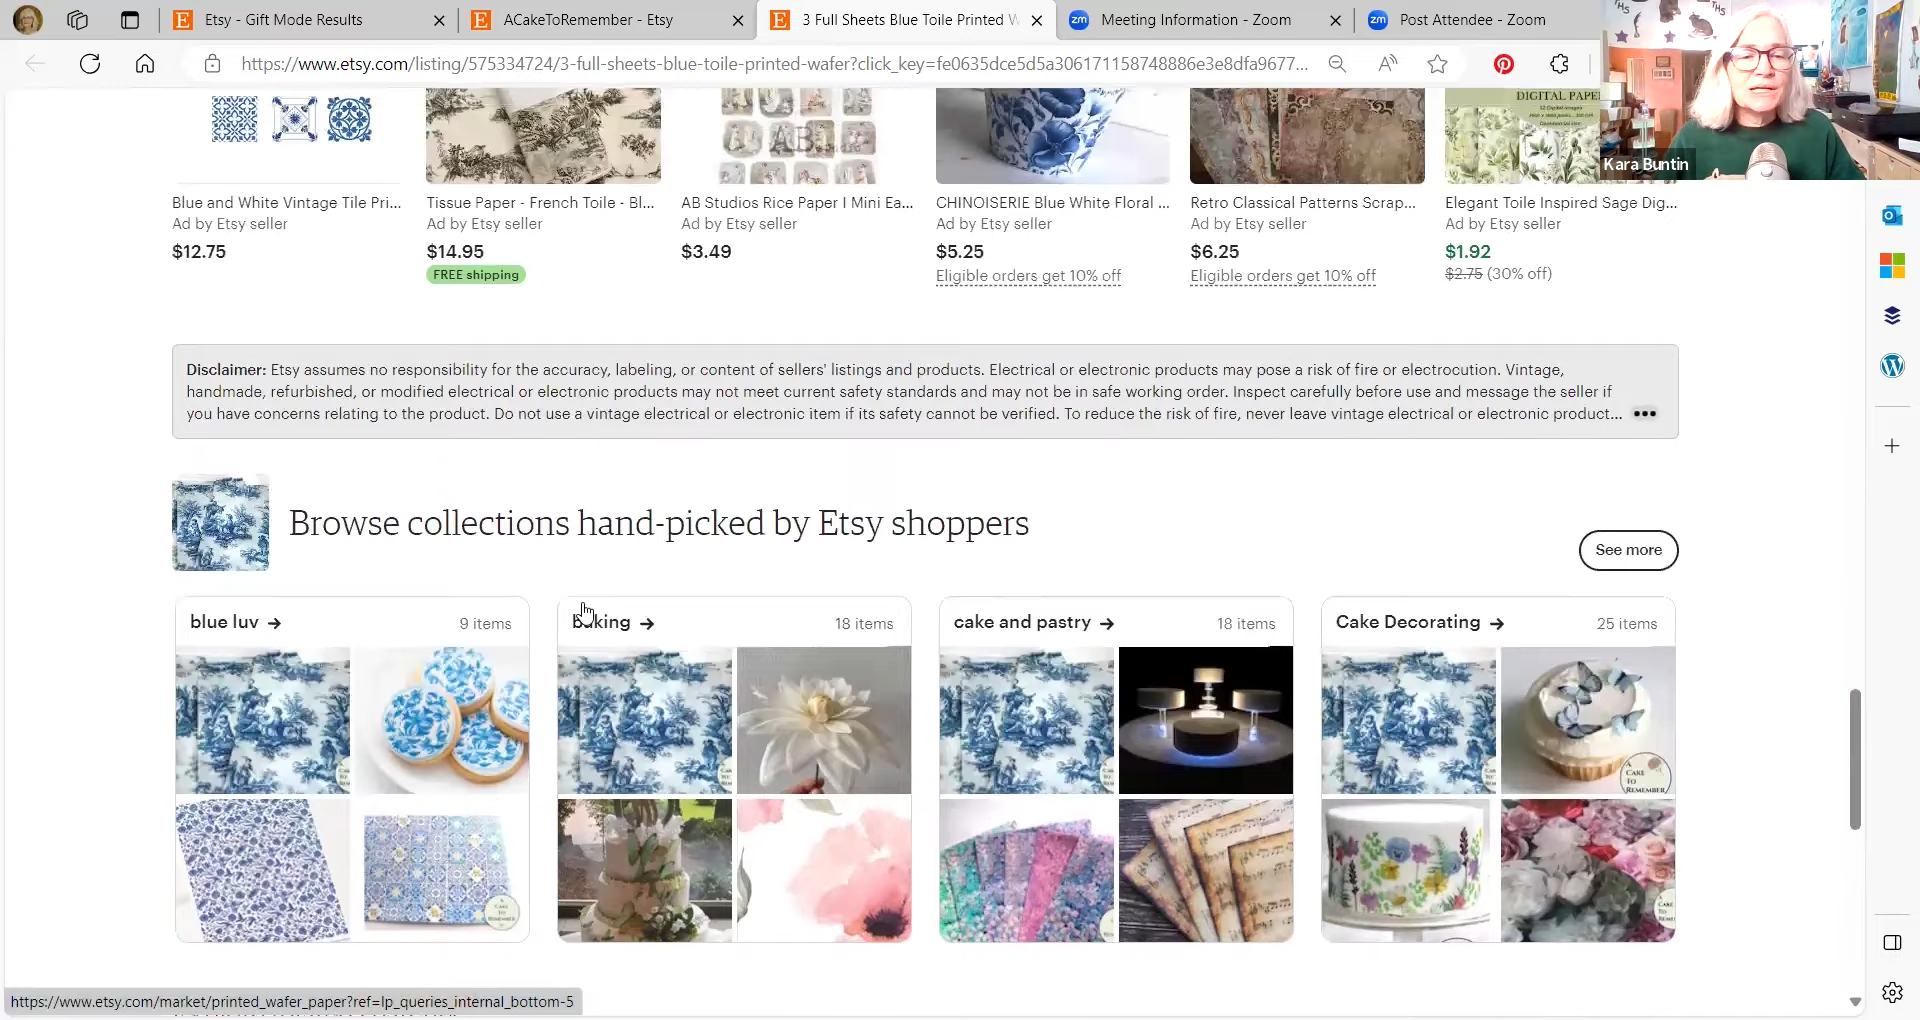 Etsy - Gift Mode Results
ACakeToRemember - Etsy
3 Full Sheets Blue Toile Printed W
zm Meeting Information - Zoom
zm Post Attendee - Zoom
https://www.etsy.com/listing/575334724/3-full-sheets-blue-toile-printed-wafer?click_key=fe0635dce5d5a306171158748886e3e8dfa9677...
Kara Buntin
DIGITAL PAPE
Blue and White Vintage Tile Pri...
Ad by Etsy seller
$12.75
Tissue Paper - French Toile - Bl...
Ad by Etsy seller
$14.95
FREE shipping
AB Studios Rice Paper I Mini Ea...
Ad by Etsy seller
$3.49
CHINOISERIE Blue White Floral ...
Ad by Etsy seller
$5.25
Eligible orders get 10% off
Retro Classical Patterns Scrap...
Ad by Etsy seller
$6.25
Eligible orders get 10% off
Elegant Toile Inspired Sage Dig...
Ad by Etsy seller
$1.92
$2.75 (30% off)
Disclaimer: Etsy assumes no responsibility for the accuracy, labeling, or content of sellers' listings and products. Electrical or electronic products may pose a risk of fire or electrocution. Vintage,
handmade, refurbished, or modified electrical or electronic products may not meet current safety standards and may not be in safe working order. Inspect carefully before use and message the seller if
you have concerns relating to the product. Do not use a vintage electrical or electronic item if its safety cannot be verified. To reduce the risk of fire, never leave vintage electrical or electronic product...
Browse collections hand-picked by Etsy shoppers
See more
blue luv → 9 items
baking → 18 items
cake and pastry → 18 items
Cake Decorating → 25 items
A
CAKE
TO
REMEMBER
https://www.etsy.com/market/printed_wafer_paper?ref=lp_queries_internal_bottom-5